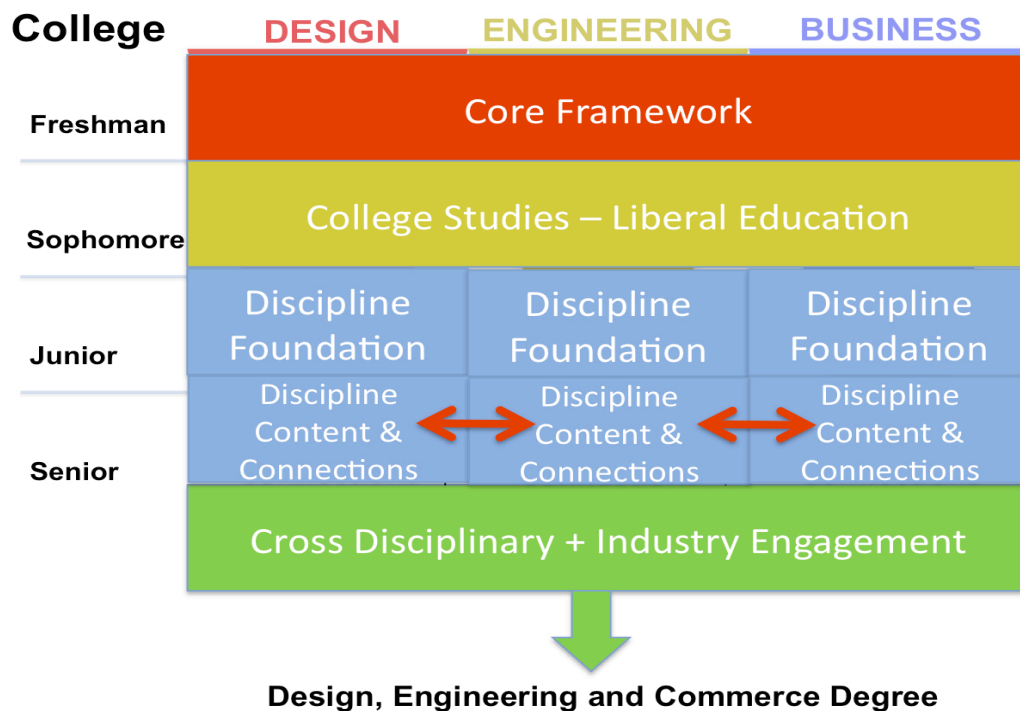 College
DESIGN ENGINEERING BUSINESS
Freshman
Core Framework
Sophomore
College Studies – Liberal Education
Junior
Discipline
Foundation
Discipline
Foundation
Discipline
Foundation
Senior
Discipline
Content &
Connections
Discipline
Content &
Connections
Discipline
Content &
Connections
Cross Disciplinary + Industry Engagement
Design, Engineering and Commerce Degree